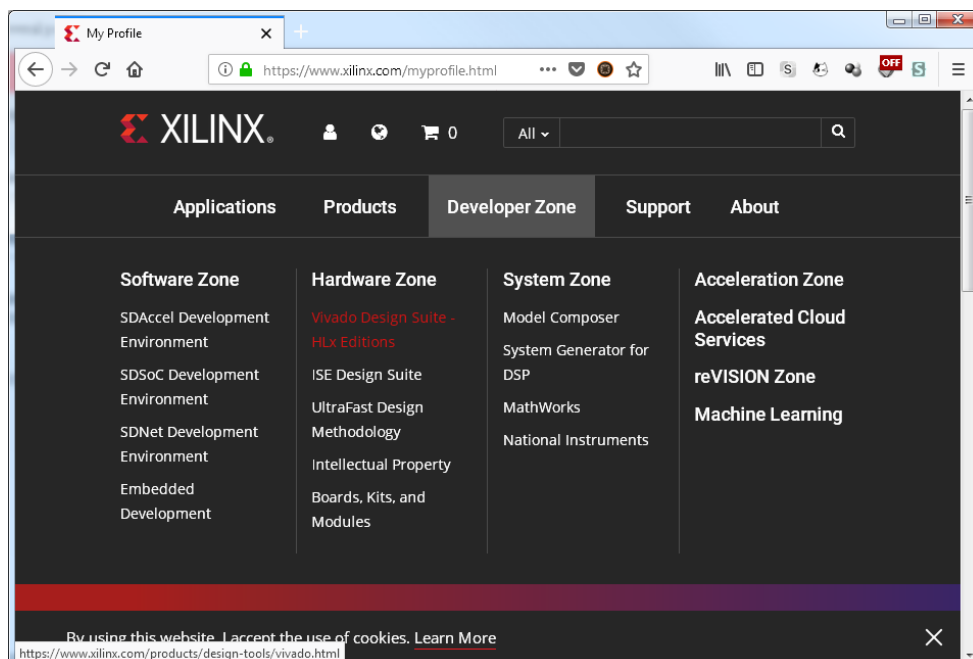 My Profile
https://www.xilinx.com/myprofile.html
S
OFF
S
XILINX®
0
All
Applications Products Developer Zone Support About
Software Zone
SDAccel Development
Environment
SDSoC Development
Environment
SDNet Development
Environment
Embedded
Development
Hardware Zone
Vivado Design Suite -
HLx Editions
ISE Design Suite
UltraFast Design
Methodology
Intellectual Property
Boards, Kits, and
Modules
System Zone
Model Composer
System Generator for
DSP
MathWorks
National Instruments
Acceleration Zone
Accelerated Cloud
Services
reVISION Zone
Machine Learning
By using this website, I accept the use of cookies. Learn More
https://www.xilinx.com/products/design-tools/vivado.html